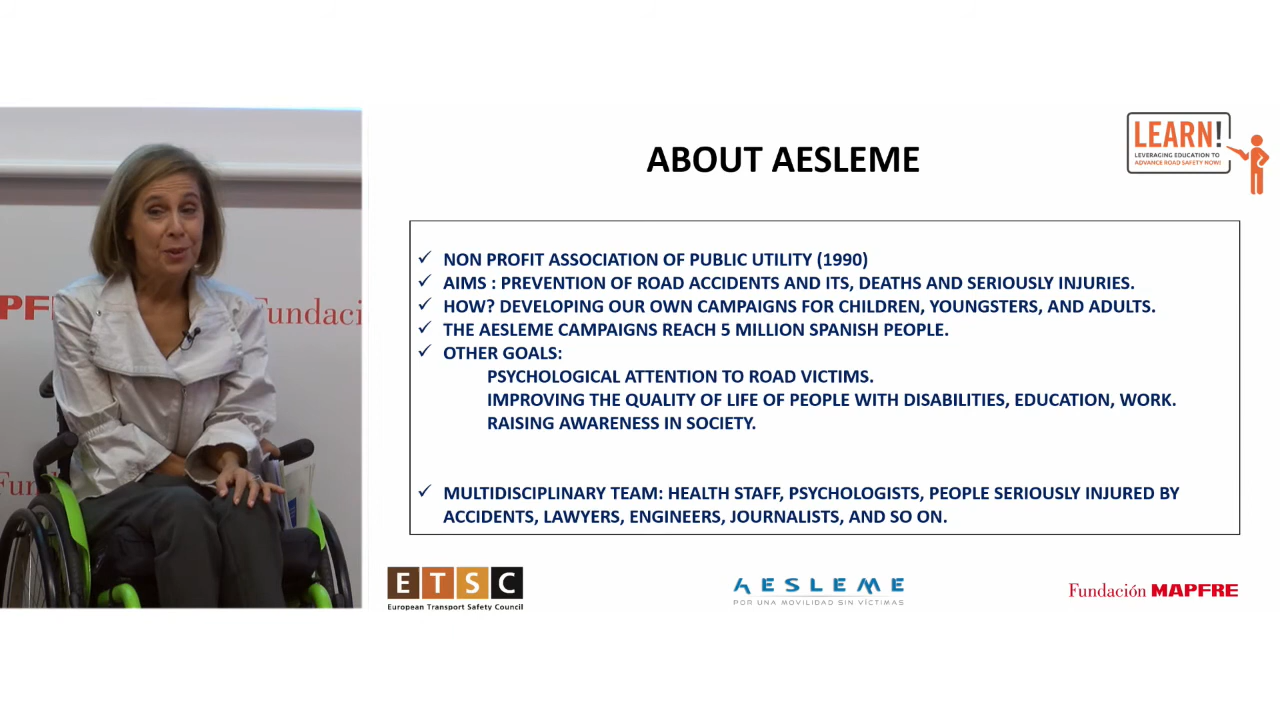 PF
Fundaci
Fun
LEARN!
LEVERAGING EDUCATION TO
ADVANCE ROAD SAFETY NOW!
ABOUT AESLEME
✓ NON PROFIT ASSOCIATION OF PUBLIC UTILITY (1990)
✓ AIMS : PREVENTION OF ROAD ACCIDENTS AND ITS, DEATHS AND SERIOUSLY INJURIES.
✓ HOW? DEVELOPING OUR OWN CAMPAIGNS FOR CHILDREN, YOUNGSTERS, AND ADULTS.
✓ THE AESLEME CAMPAIGNS REACH 5 MILLION SPANISH PEOPLE.
✓ OTHER GOALS:
PSYCHOLOGICAL ATTENTION TO ROAD VICTIMS.
IMPROVING THE QUALITY OF LIFE OF PEOPLE WITH DISABILITIES, EDUCATION, WORK.
RAISING AWARENESS IN SOCIETY.
✓ MULTIDISCIPLINARY TEAM: HEALTH STAFF, PSYCHOLOGISTS, PEOPLE SERIOUSLY INJURED BY
ACCIDENTS, LAWYERS, ENGINEERS, JOURNALISTS, AND SO ON.
ETSC
European Transport Safety Council
AESLEME
POR UNA MOVILIDAD SIN VÍCTIMAS
Fundación MAPFRE